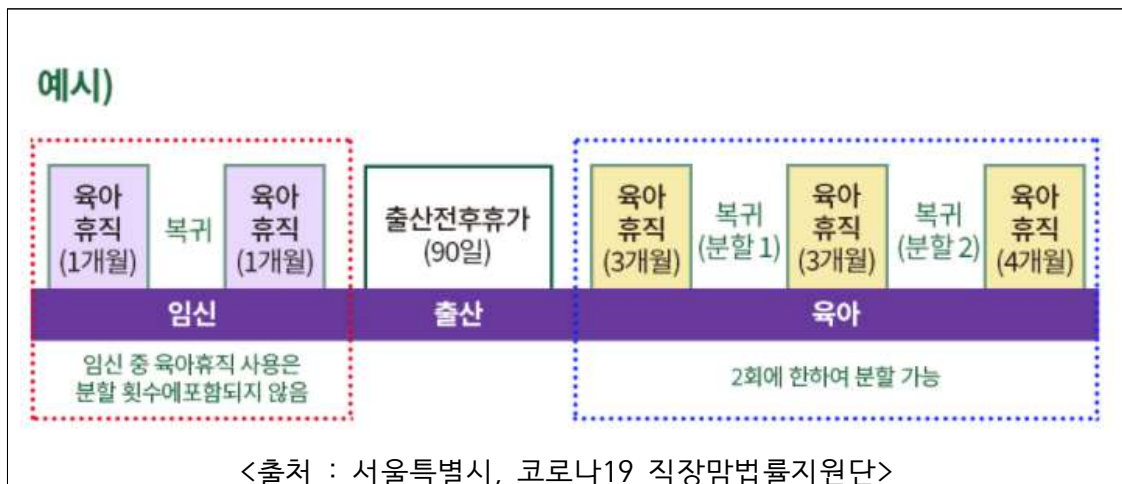 예시)
육아
휴직
(1개월)
복귀
육아
휴직
(1개월)
출산전후휴가
(90일)
육아
휴직
(3개월)
복귀
(분할 1)
육아
휴직
(3개월)
복귀
(분할 2)
육아
휴직
(4개월)
임신
출산
육아
임신 중 육아휴직 사용은
분할 횟수에포함되지 않음
2회에 한하여 분할 가능
<출처 : 서울특별시, 코로나19 직장맘법률지원단>